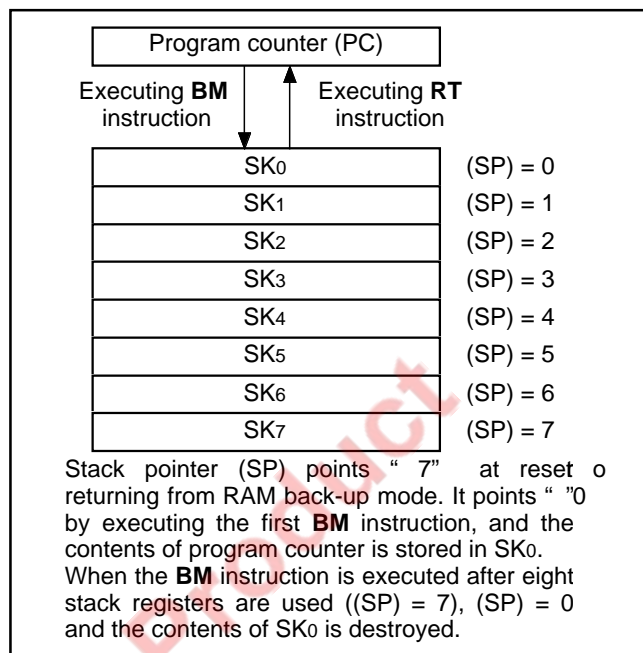 Program counter (PC)
Executing BM Executing RT
instruction instruction
SK0 (SP) = 0
SK1 (SP) = 1
SK2 (SP) = 2
SK3 (SP) = 3
SK4 (SP) = 4
SK5 (SP) = 5
SK6 (SP) = 6
SK7 (SP) = 7
Stack pointer (SP) points “ 7” at reset o
returning from RAM back-up mode. It points “ ”0
by executing the first BM instruction, and the
contents of program counter is stored in SK0.
When the BM instruction is executed after eight
stack registers are used ((SP) = 7), (SP) = 0
and the contents of SK0 is destroyed.
Product